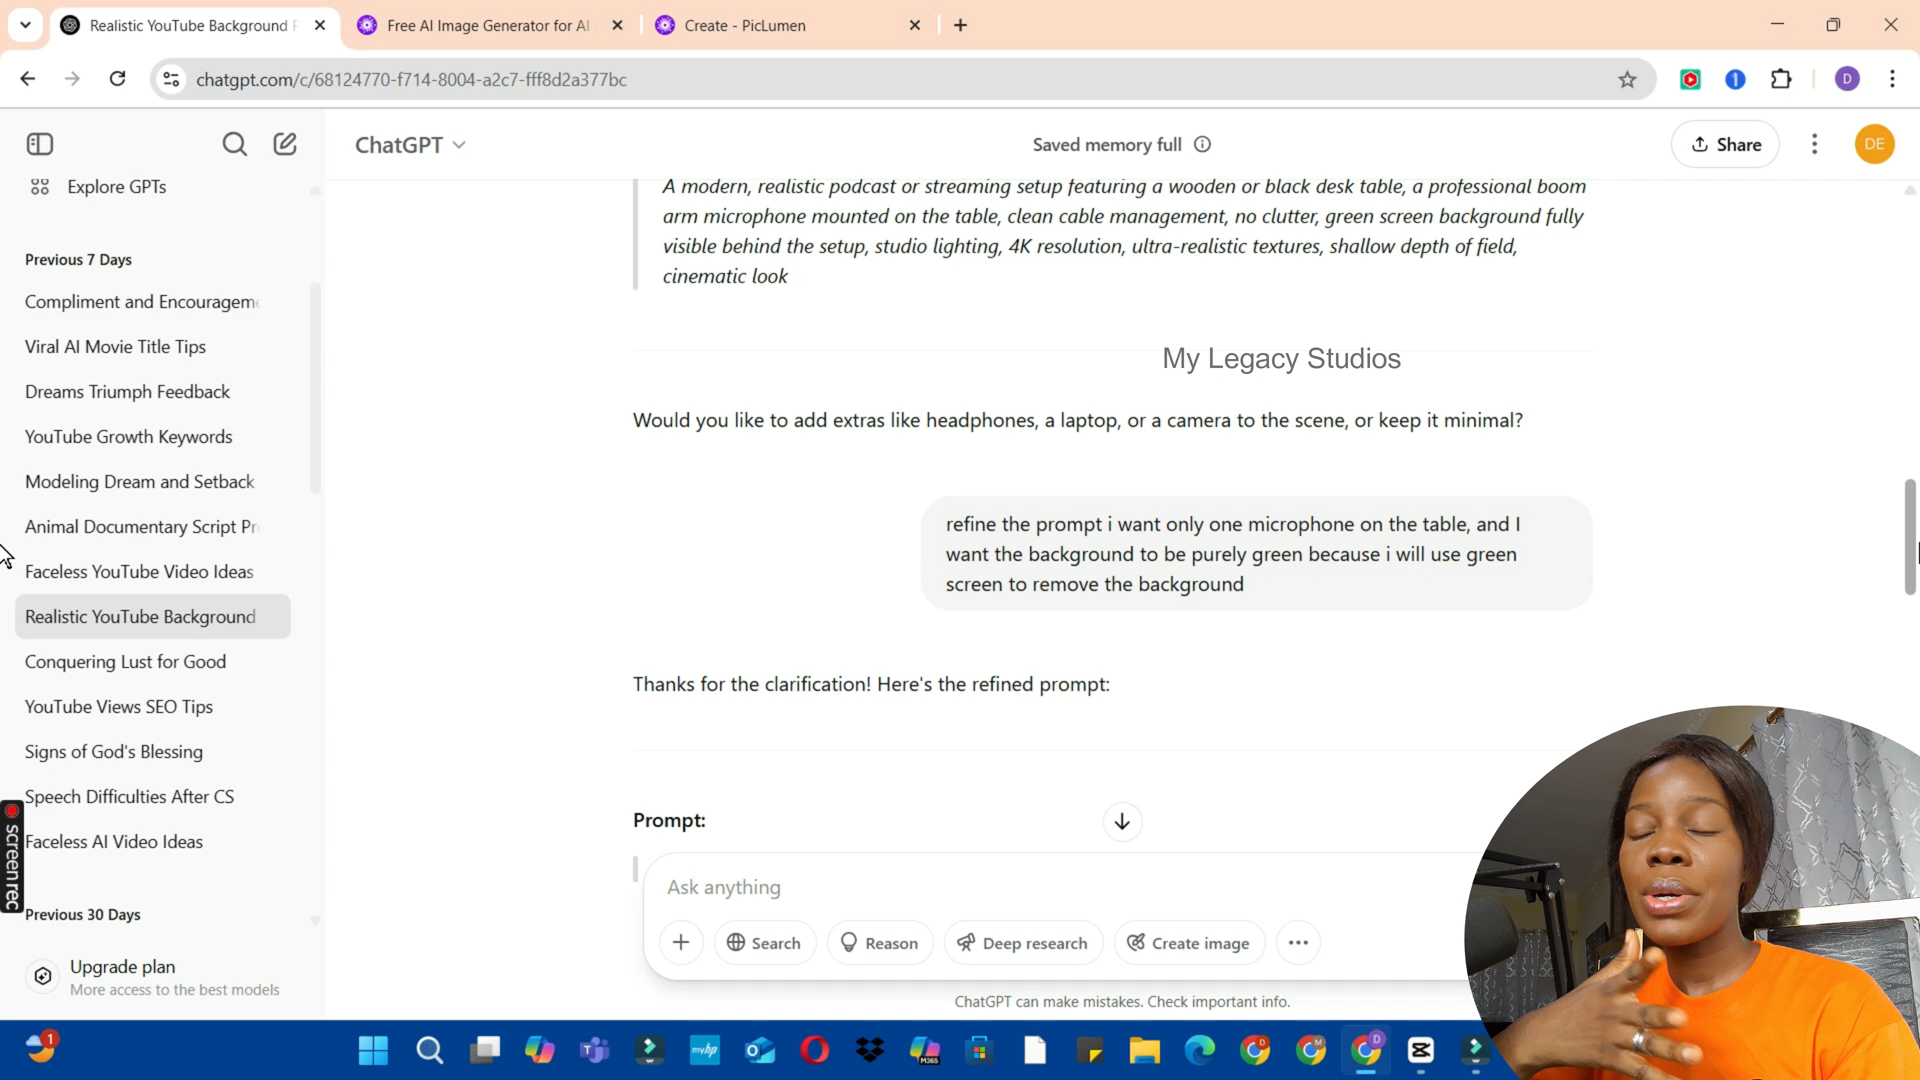 Realistic YouTube Background P
Free AI Image Generator for AI
Create - PicLumen
chatgpt.com/c/68124770-f714-8004-a2c7-fff8d2a377bc
D
ChatGPT
Saved memory full
Share
DE
Explore GPTs
Previous 7 Days
Compliment and Encouragem
Viral AI Movie Title Tips
Dreams Triumph Feedback
YouTube Growth Keywords
Modeling Dream and Setback
Animal Documentary Script Pr
Faceless YouTube Video Ideas
Realistic YouTube Background
Conquering Lust for Good
YouTube Views SEO Tips
Signs of God's Blessing
Speech Difficulties After CS
Faceless AI Video Ideas
Previous 30 Days
Upgrade plan
More access to the best models
screenrec
A modern, realistic podcast or streaming setup featuring a wooden or black desk table, a professional boom
arm microphone mounted on the table, clean cable management, no clutter, green screen background fully
visible behind the setup, studio lighting, 4K resolution, ultra-realistic textures, shallow depth of field,
cinematic look
My Legacy Studios
Would you like to add extras like headphones, a laptop, or a camera to the scene, or keep it minimal?
refine the prompt i want only one microphone on the table, and I
want the background to be purely green because i will use green
screen to remove the background
Thanks for the clarification! Here's the refined prompt:
Prompt:
Ask anything
Search
Reason
Deep research
Create image
ChatGPT can make mistakes. Check important info.
1
myhp
M365
D
M
D